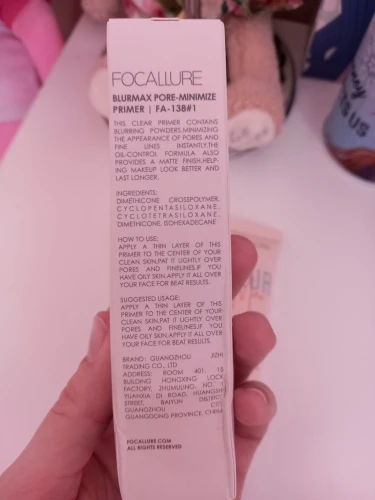 FOCALLURE
BLURMAX PORE-MINIMIZE
PRIMER | FA-138#1
THIS CLEAR PRIMER CONTAINS
BLURRING POWDERS,MINIMIZING
THE APPEARANCE OF PORES AND
FINE LINES INSTANTLY.THE
OIL-CONTROL FORMULA ALSO
PROVIDES A MATTE FINISH,HELP-
ING MAKEUP LOOK BETTER AND
LAST LONGER.
INGREDIENTS:
DIMETHICONE CROSSPOLYMER,
CYCLOPENTASILOXANE,
CYCLOTETRASILOXANE,
DIMETHICONE, ISOHEXADECANE
HOW TO USE:
APPLY A THIN LAYER OF THIS
PRIMER TO THE CENTER OF YOUR
CLEAN SKIN,PAT IT LIGHTLY OVER
PORES AND FINELINES.IF YOU
HAVE OILY SKIN,APPLY IT ALL OVER
YOUR FACE FOR BEAT RESULTS.
SUGGESTED USAGE:
APPLY A THIN LAYER OF THIS
PRIMER TO THE CENTER OF YOUR
CLEAN SKIN,PAT IT LIGHTLY OVER
PORES AND FINELINES.IF YOU
HAVE OILY SKIN,APPLY IT ALL OVER
YOUR FACE FOR BEAT RESULTS.
BRAND: GUANGZHOU JIZHI
TRADING CO., LTD
ADDRESS: ROOM 401, 15
BUILDING HONGXING LOCK
FACTORY, ZHUMULING, NO. 1
YUANXIA DI ROAD, HUANGSHI
STREET, BAIYUN DISTRICT,
GUANGZHOU CITY,
GUANGDONG PROVINCE, CHINA
FOCALLURE.COM
ALL RIGHTS RESERVED
US